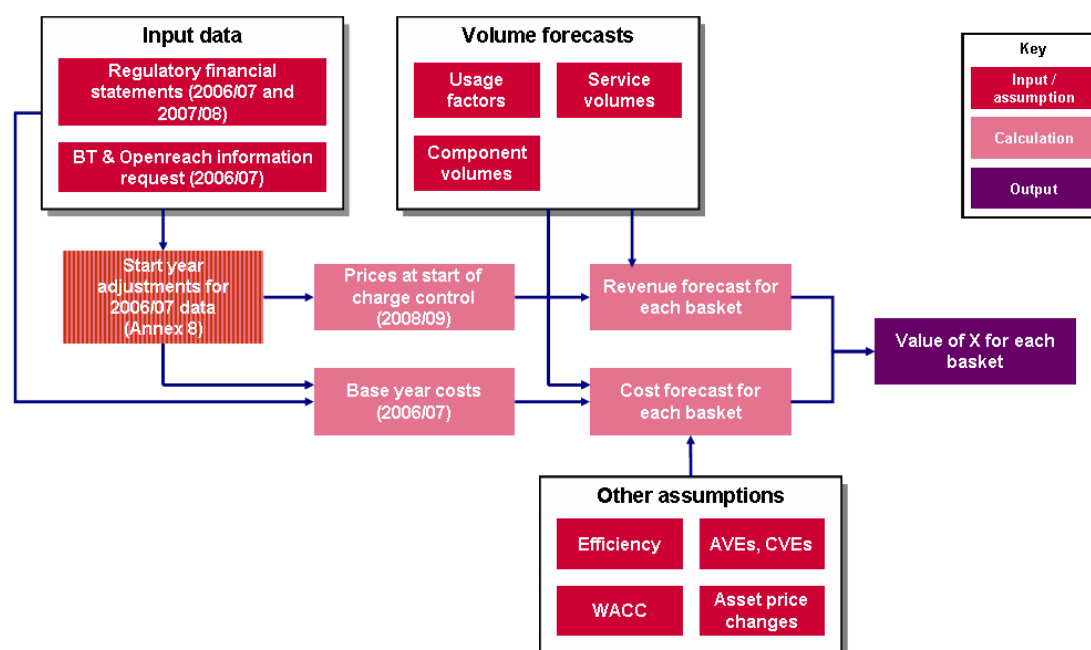 Input data
Regulatory financial
statements (2006/07 and
2007/08)
BT & Openreach information
request (2006/07)
Volume forecasts
Usage
factors
Service
volumes
Component
volumes
Key
Input /
assumption
Calculation
Output
Start year
adjustments for
2006/07 data
(Annex 8)
Prices at start of
charge control
(2008/09)
Revenue forecast for
each basket
Value of X for each
basket
Base year costs
(2006/07)
Cost forecast for
each basket
Other assumptions
Efficiency
AVEs, CVEs
WACC
Asset price
changes